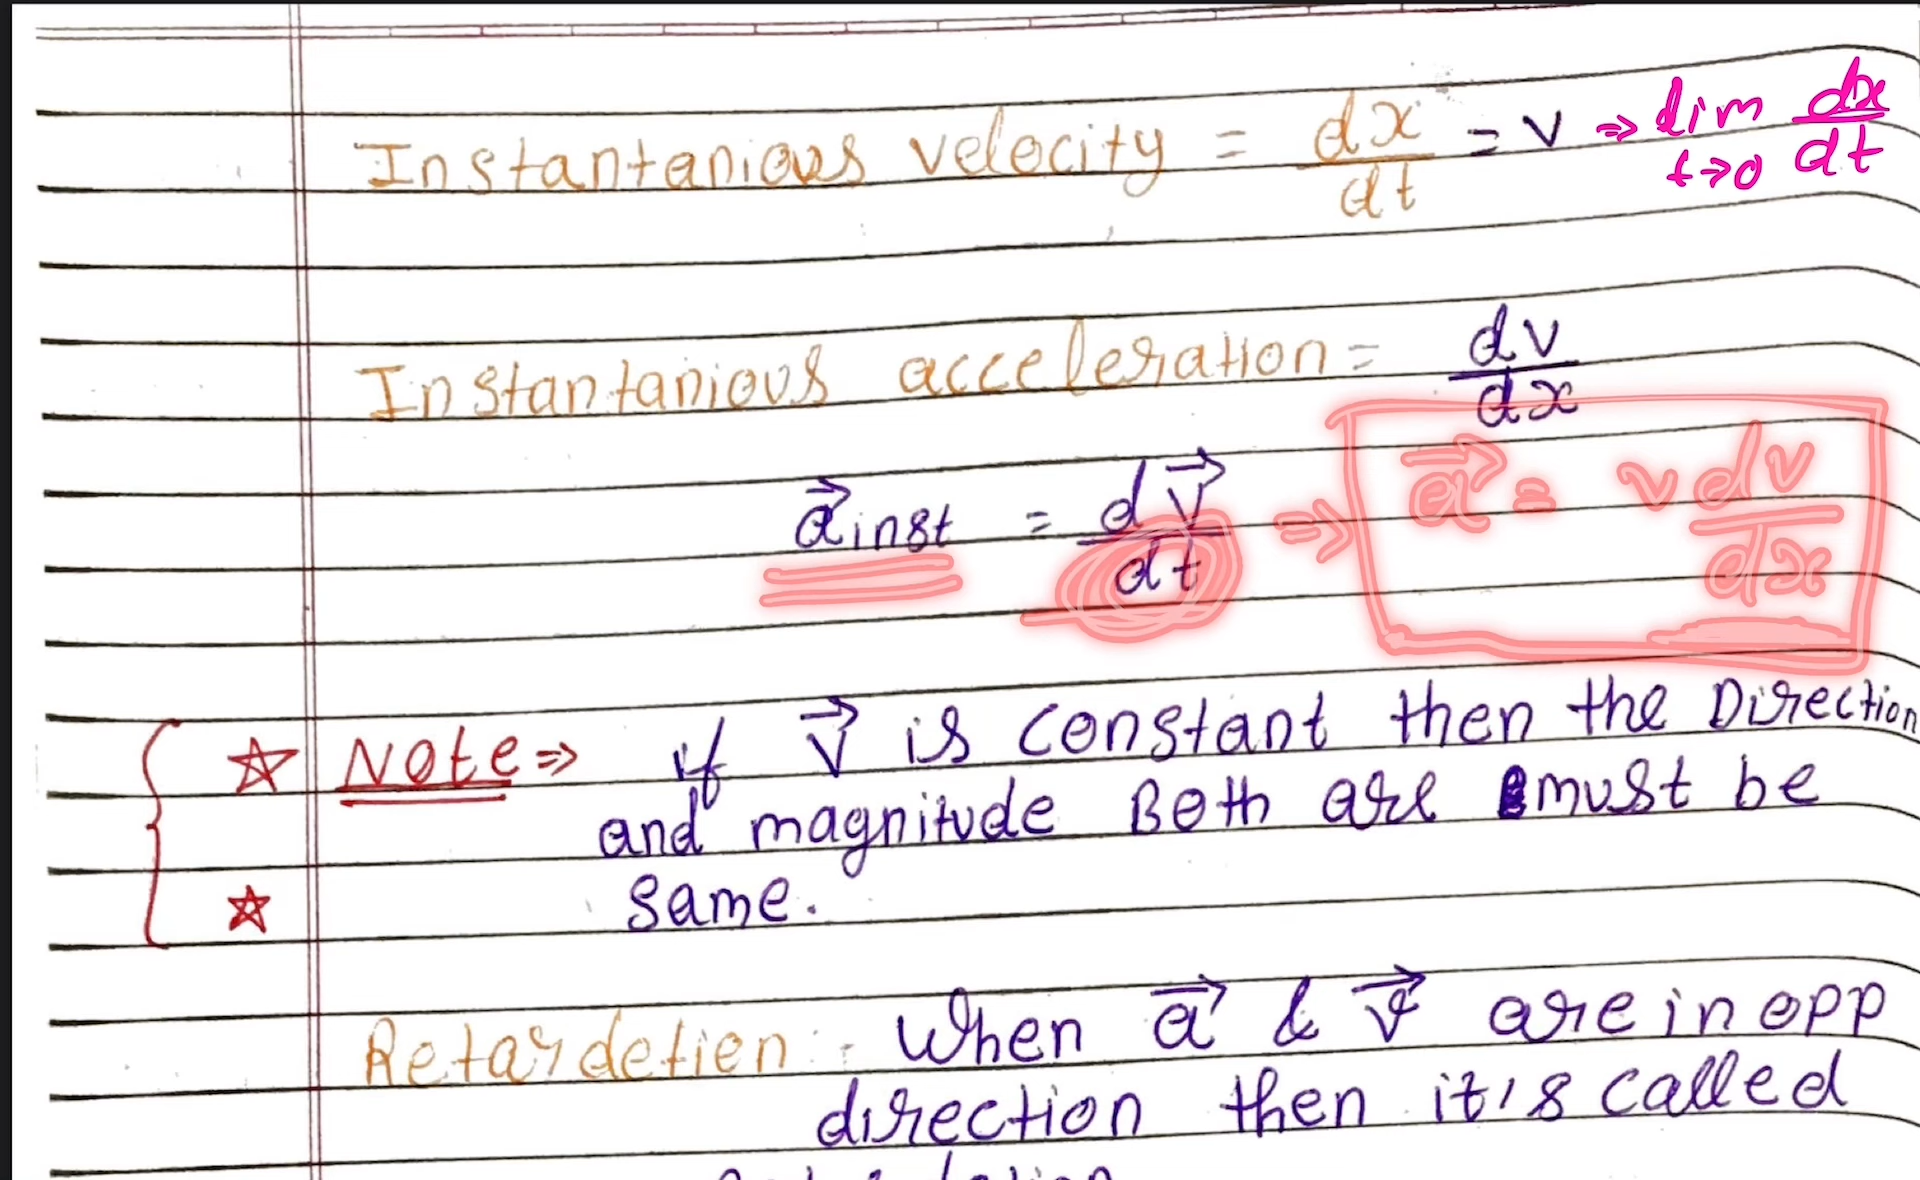 Instantanious velocity = dx/dt = v ⇒ lim t→0 dx/dt
Instantanious acceleration = dv/dx
a⃗inst = dv⃗/dt ⇒ a⃗ = v dv/dx
Note ⇒ if v⃗ is constant then the Direction
and magnitude Both are must be
same.
Retardetien :- When a⃗ & v⃗ are in opp
direction then it's called